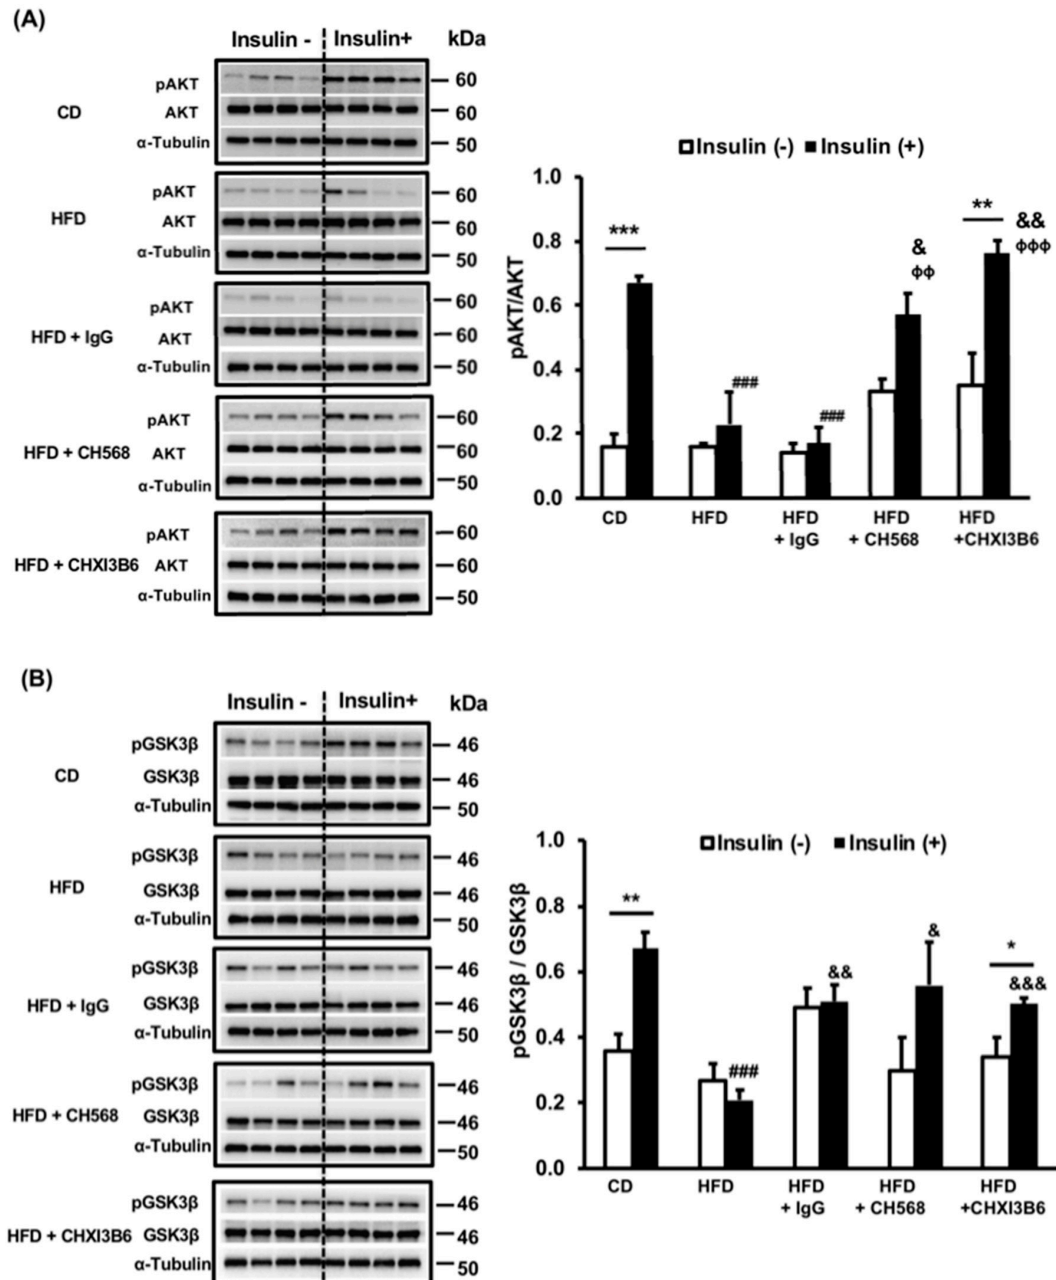 (A)
Insulin - Insulin+ kDa
CD
pAKT 60
AKT 60
α-Tubulin 50
HFD
pAKT 60
AKT 60
α-Tubulin 50
HFD + IgG
pAKT 60
AKT 60
α-Tubulin 50
HFD + CH568
pAKT 60
AKT 60
α-Tubulin 50
HFD + CHXI3B6
pAKT 60
AKT 60
α-Tubulin 50
Insulin (-) Insulin (+)
pAKT/AKT
1.0
0.8
0.6
0.4
0.2
0.0
***
###
###
&
ϕϕ
**
&&
ϕϕϕ
CD HFD HFD HFD HFD
+ IgG + CH568 +CHXI3B6
(B)
Insulin - Insulin+ kDa
CD
pGSK3β 46
GSK3β 46
α-Tubulin 50
HFD
pGSK3β 46
GSK3β 46
α-Tubulin 50
HFD + IgG
pGSK3β 46
GSK3β 46
α-Tubulin 50
HFD + CH568
pGSK3β 46
GSK3β 46
α-Tubulin 50
HFD + CHXI3B6
pGSK3β 46
GSK3β 46
α-Tubulin 50
Insulin (-) Insulin (+)
pGSK3β / GSK3β
1.0
0.8
0.6
0.4
0.2
0.0
**
###
&&
&
*
&&&
CD HFD HFD HFD HFD
+ IgG + CH568 +CHXI3B6